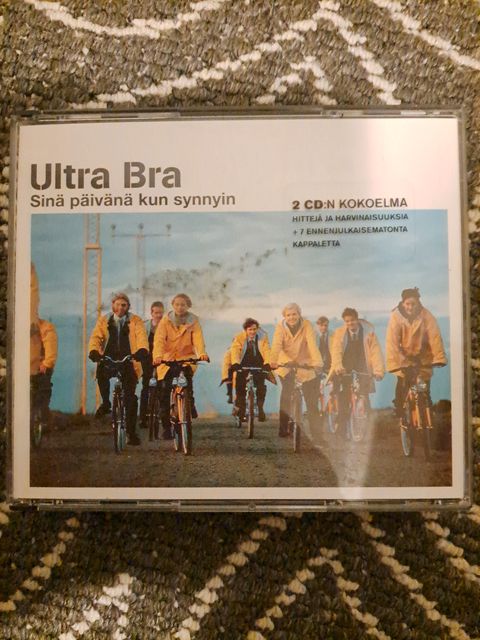 Ultra Bra
Sinä päivänä kun synnyin
2 CD:N KOKOELMA
HITTEJÄ JA HARVINAISUUKSIA
+ 7 ENNENJULKAISEMATONTA
KAPPALETTA